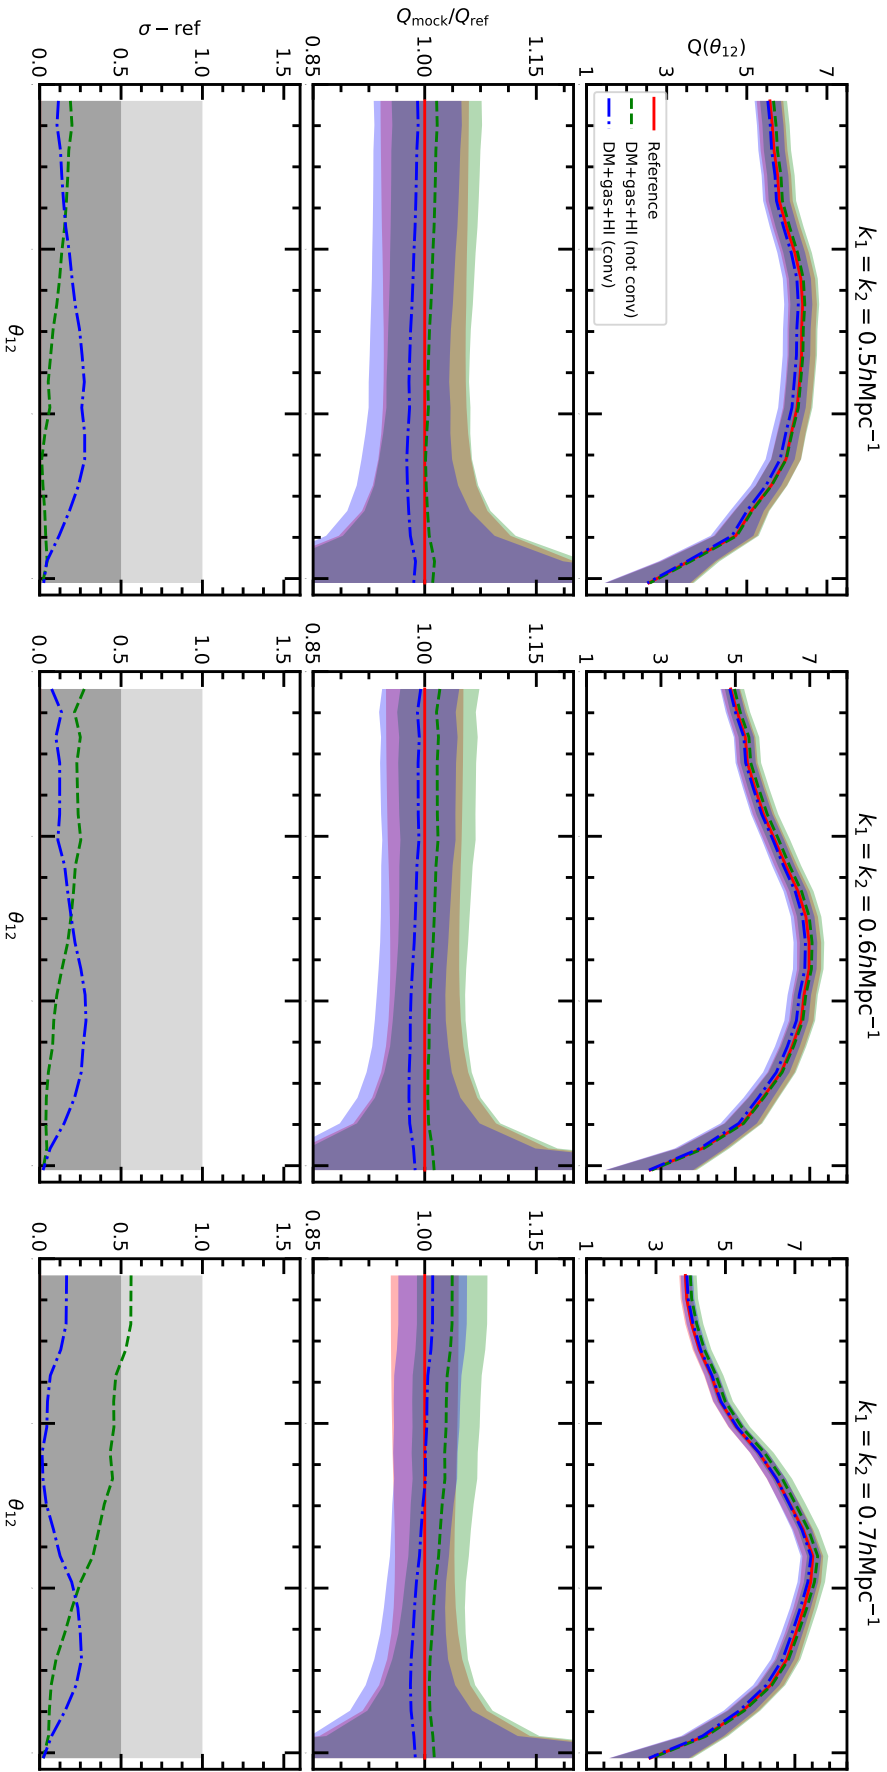 k₁ = k₂ = 0.5hMpc⁻¹
k₁ = k₂ = 0.6hMpc⁻¹
k₁ = k₂ = 0.7hMpc⁻¹
Q(θ₁₂)
7
5
3
1
Reference
DM+gas+HI (not conv)
DM+gas+HI (conv)
7
5
3
1
7
5
3
1
Q_mock/Q_ref
1.15
1.00
0.85
1.15
1.00
0.85
1.15
1.00
0.85
σ − ref
1.5
1.0
0.5
0.0
1.5
1.0
0.5
0.0
1.5
1.0
0.5
0.0
θ₁₂
θ₁₂
θ₁₂